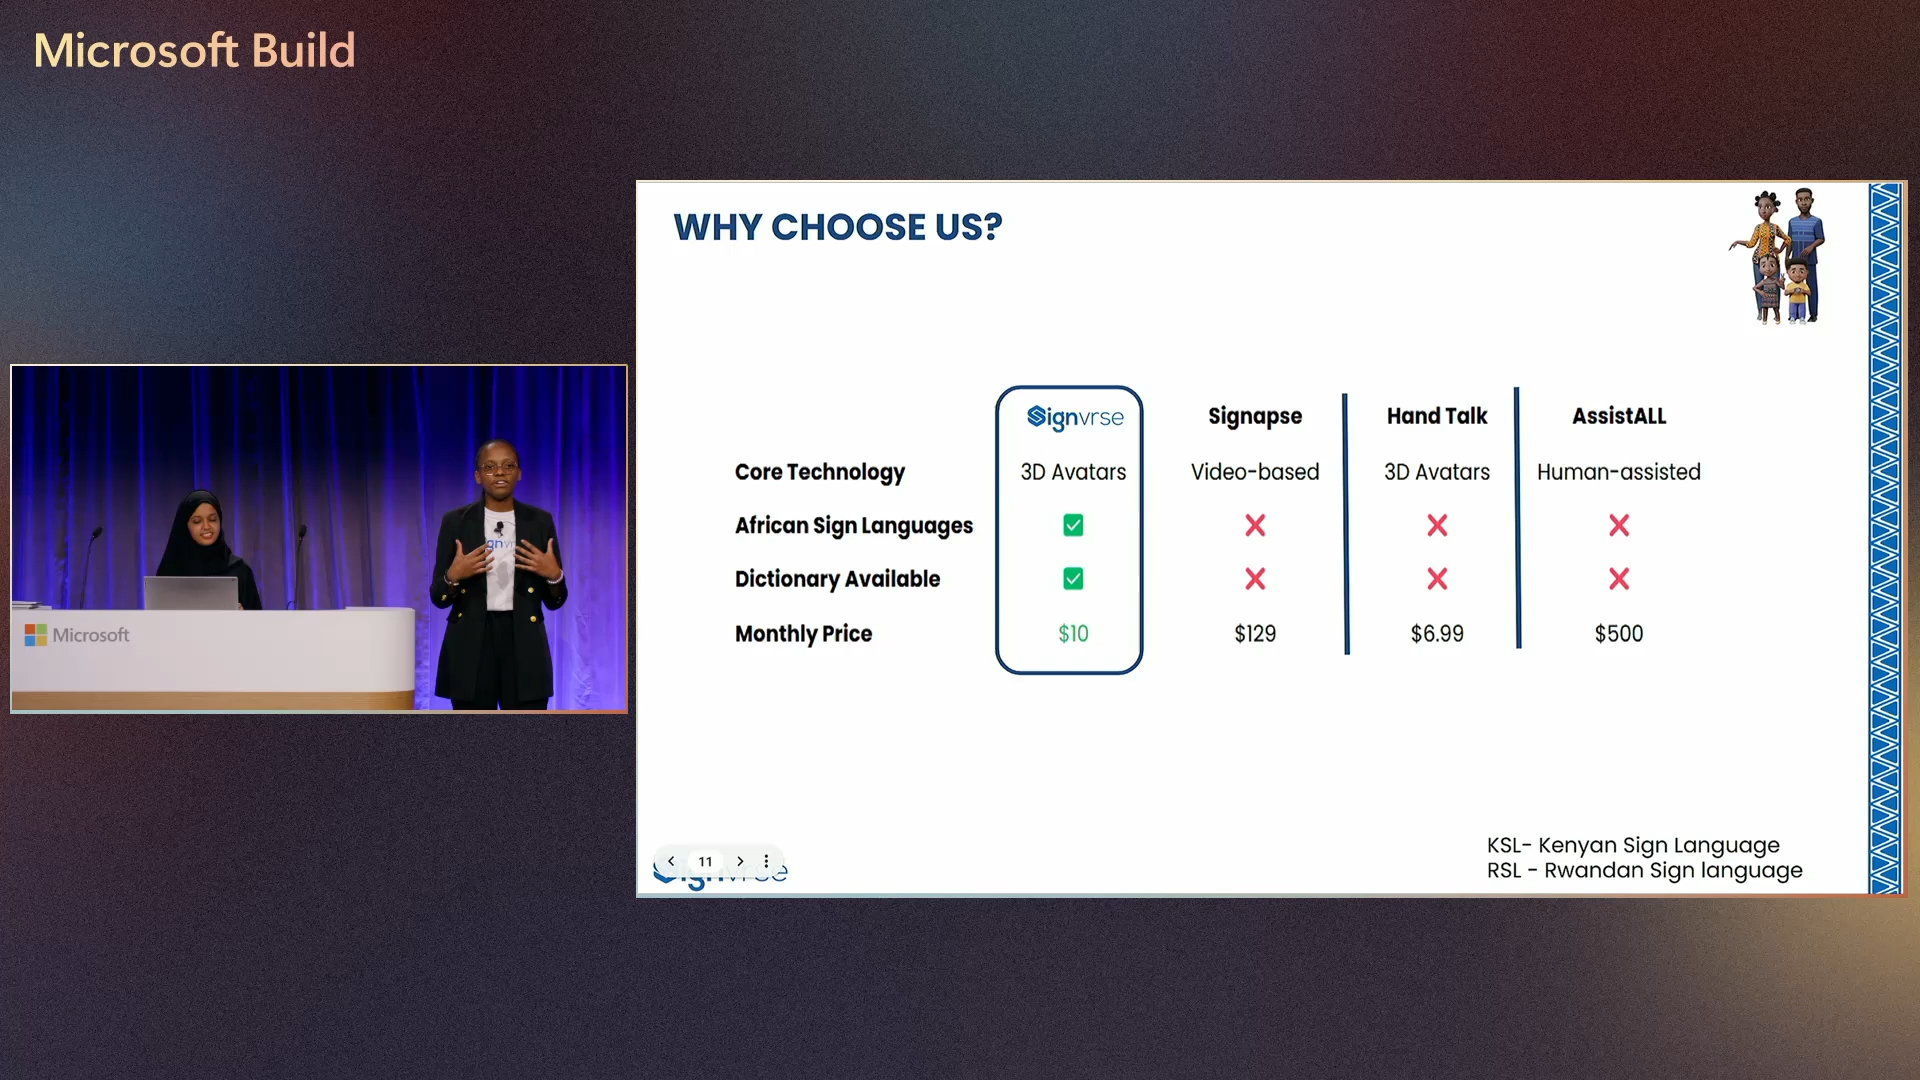 Microsoft Build
Microsoft
WHY CHOOSE US?
Signvrse Signapse Hand Talk AssistALL
Core Technology 3D Avatars Video-based 3D Avatars Human-assisted
African Sign Languages
Dictionary Available
Monthly Price $10 $129 $6.99 $500
KSL- Kenyan Sign Language
RSL - Rwandan Sign language
11
Signvrse